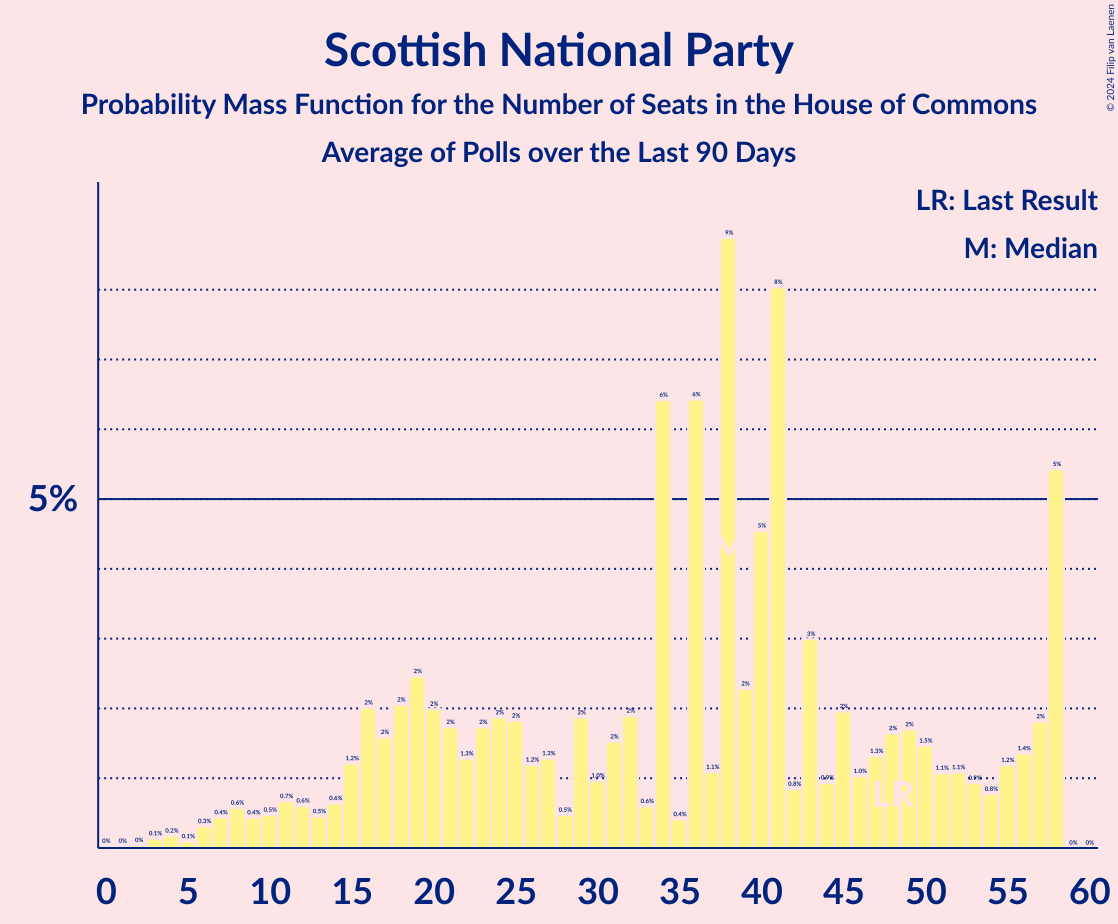 Scottish National Party
Probability Mass Function for the Number of Seats in the House of Commons
Average of Polls over the Last 90 Days
© 2024 Filip van Laenen
LR: Last Result
M: Median
5%
0% 0% 0% 0.1% 0.2% 0.1% 0.3% 0.4% 0.6% 0.4% 0.5% 0.7% 0.6% 0.5% 0.6% 1.2% 2% 2% 2% 2% 2% 2% 1.3% 2% 2% 2% 1.2% 1.3% 0.5% 2% 1.0% 2% 2% 0.6% 6% 0.4% 6% 1.1% 9% 2% 5% 8% 0.8% 3% 0.9% 2% 1.0% 1.3% 2% 2% 1.5% 1.1% 1.1% 0.9% 0.8% 1.2% 1.4% 2% 5% 0% 0%
M
LR
0 5 10 15 20 25 30 35 40 45 50 55 60